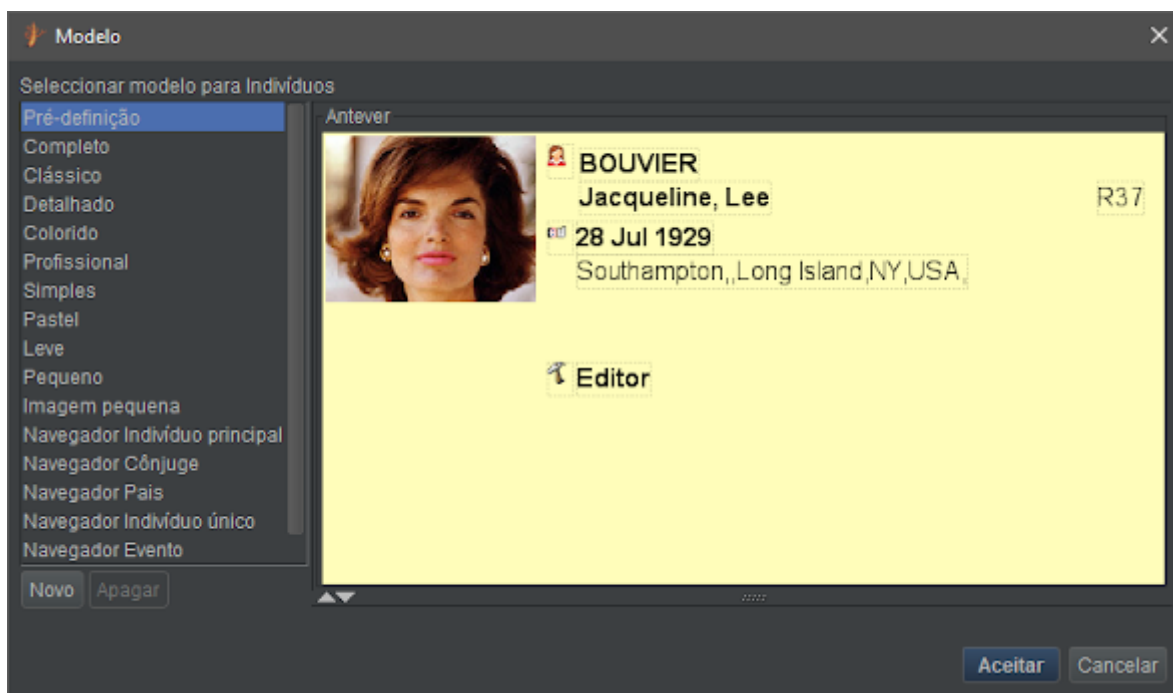 Modelo
Seleccionar modelo para Indivíduos
Pré-definição
Completo
Clássico
Detalhado
Colorido
Profissional
Simples
Pastel
Leve
Pequeno
Imagem pequena
Navegador Indivíduo principal
Navegador Cônjuge
Navegador Pais
Navegador Indivíduo único
Navegador Evento
Novo
Apagar
Antever
BOUVIER
Jacqueline, Lee
R37
28 Jul 1929
Southampton,,Long Island,NY,USA,
Editor
Aceitar
Cancelar